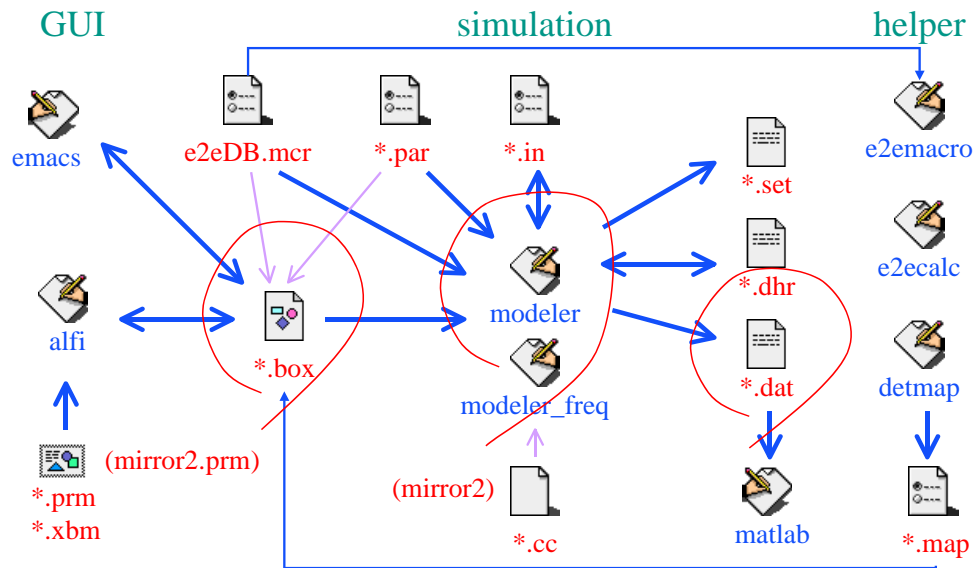 GUI
simulation
helper
emacs
e2eDB.mcr
*.par
*.in
*.set
e2emacro
alfi
*.box
modeler
modeler_freq
*.dhr
*.dat
e2ecalc
detmap
*.prm
*.xbm
(mirror2.prm)
(mirror2)
*.cc
matlab
*.map